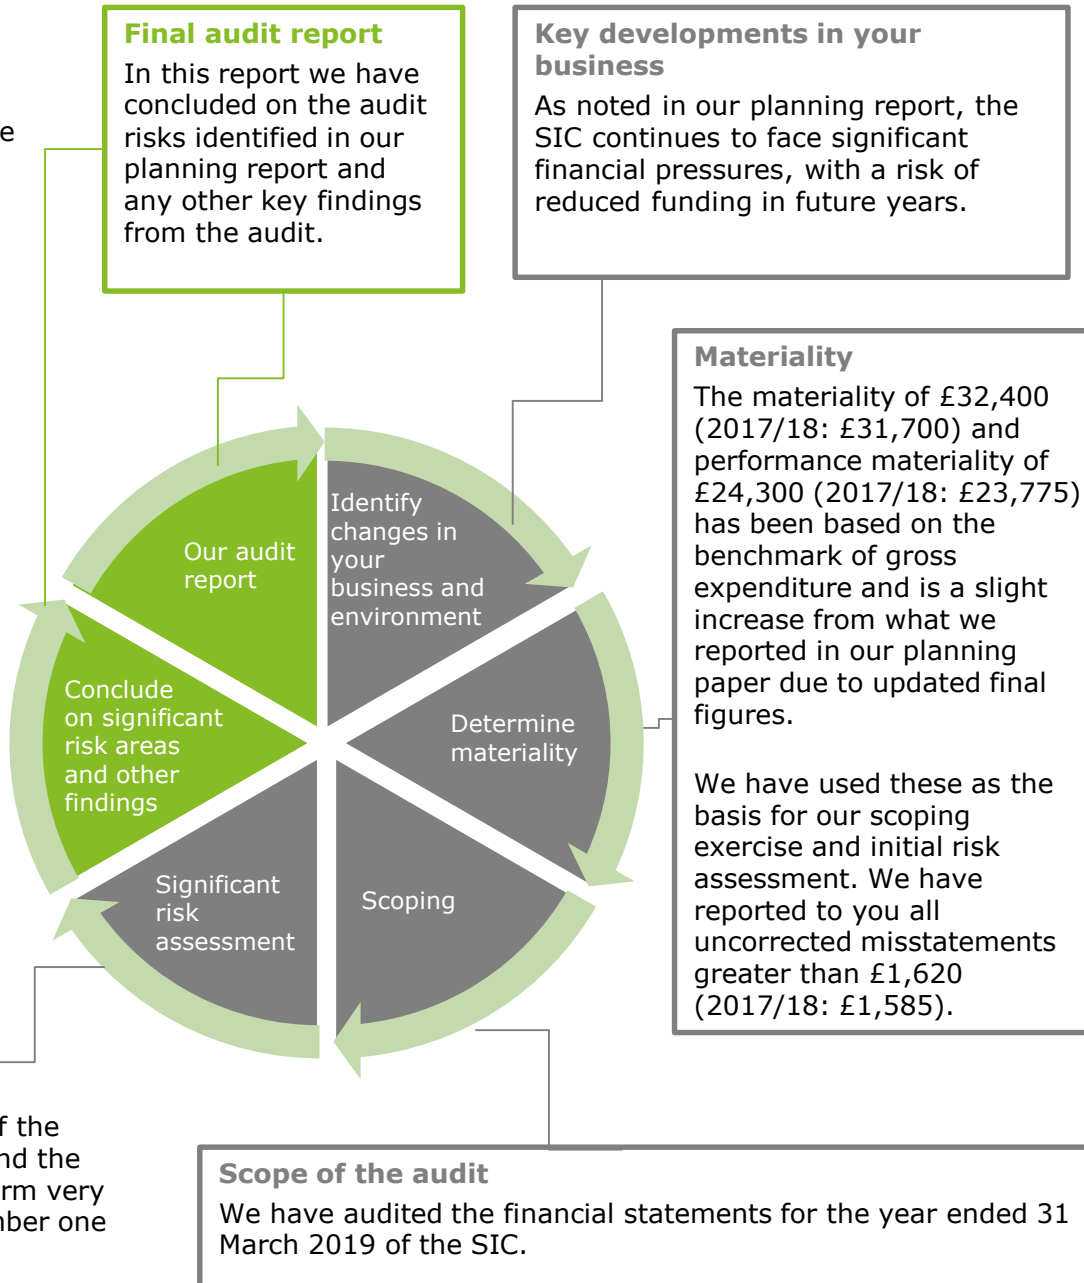 Final audit report
In this report we have
concluded on the audit
risks identified in our
planning report and
any other key findings
from the audit.
Key developments in your
business
As noted in our planning report, the
SIC continues to face significant
financial pressures, with a risk of
reduced funding in future years.
e
Materiality
The materiality of £32,400
(2017/18: £31,700) and
performance materiality of
£24,300 (2017/18: £23,775)
has been based on the
benchmark of gross
expenditure and is a slight
increase from what we
reported in our planning
paper due to updated final
figures.
We have used these as the
basis for our scoping
exercise and initial risk
assessment. We have
reported to you all
uncorrected misstatements
greater than £1,620
(2017/18: £1,585).
Our audit
report
Identify
changes in
your
business and
environment
Determine
materiality
Scoping
Significant
risk
assessment
Conclude
on significant
risk areas
and other
findings
f the
nd the
rm very
nber one
Scope of the audit
We have audited the financial statements for the year ended 31
March 2019 of the SIC.